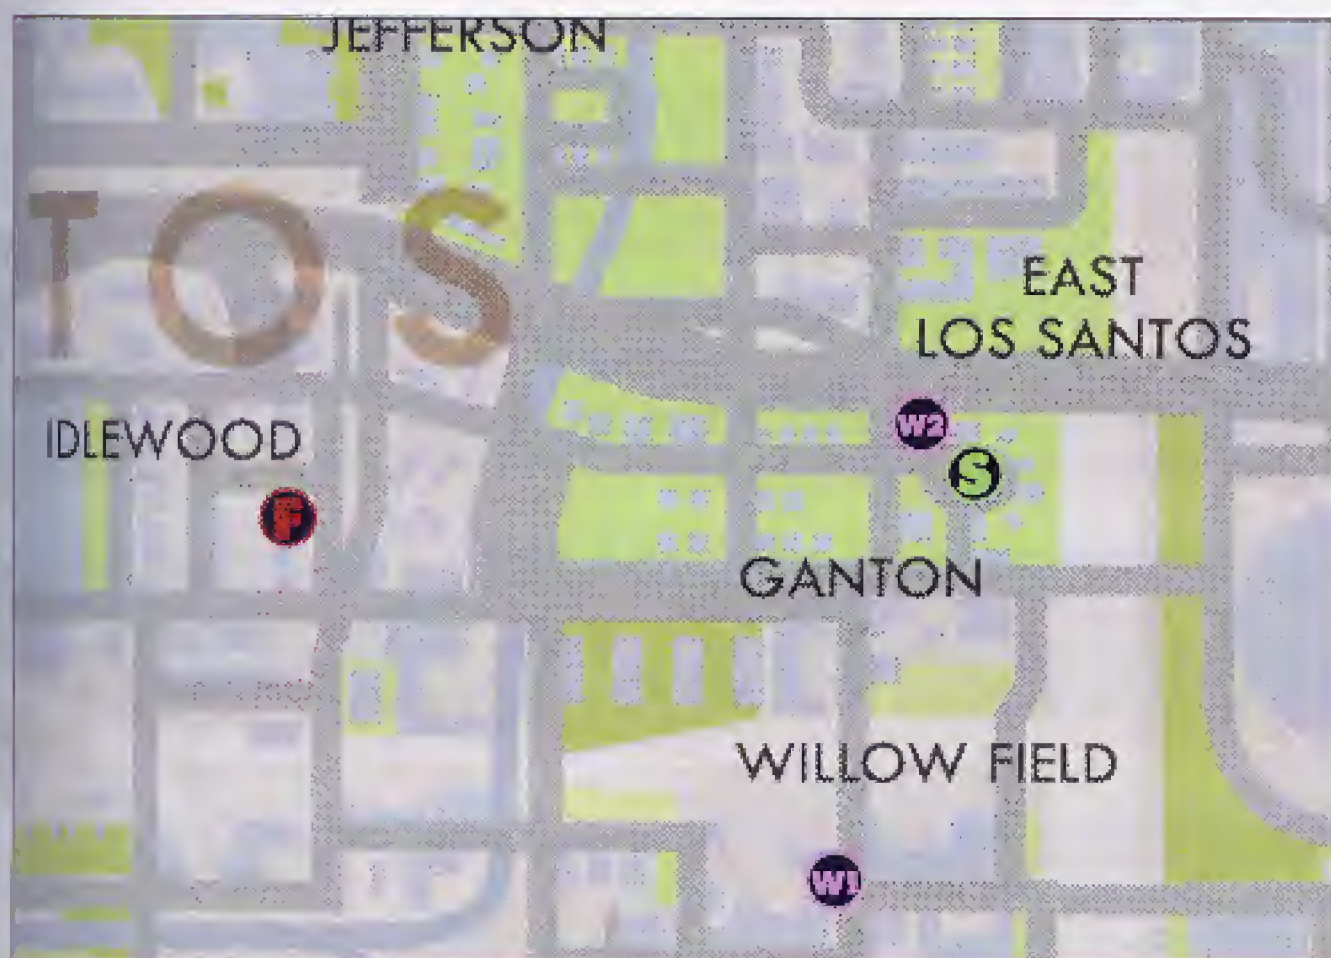 JEFFERSON
TOS
EAST
LOS SANTOS
IDLEWOOD
W2
S
F
GANTON
WILLOW FIELD
W1